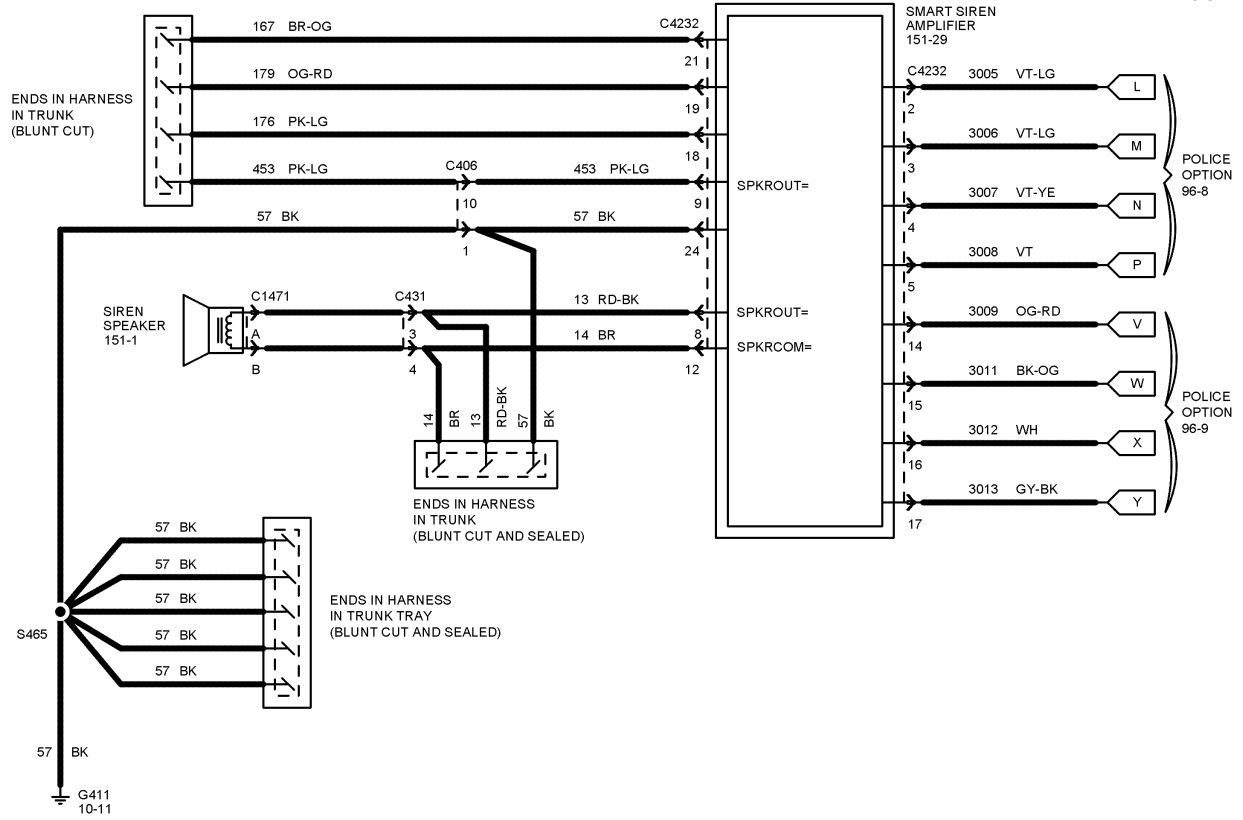 SMART SIREN
AMPLIFIER
151-29
167 BR-OG
C4232
21
179 OG-RD
19
176 PK-LG
18
453 PK-LG
C406
10
453 PK-LG
9
SPKROUT=
57 BK
1
57 BK
24
ENDS IN HARNESS
IN TRUNK
(BLUNT CUT)
SIREN
SPEAKER
151-1
C1471
A
B
C431
3
4
13 RD-BK
8
SPKROUT=
14 BR
12
SPKRCOM=
14 BR
13 RD-BK
57 BK
ENDS IN HARNESS
IN TRUNK
(BLUNT CUT AND SEALED)
C4232
3005 VT-LG
L
2
3006 VT-LG
M
3
3007 VT-YE
N
4
3008 VT
P
5
POLICE
OPTION
96-8
3009 OG-RD
V
14
3011 BK-OG
W
15
3012 WH
X
16
3013 GY-BK
Y
17
POLICE
OPTION
96-9
57 BK
57 BK
57 BK
57 BK
57 BK
ENDS IN HARNESS
IN TRUNK TRAY
(BLUNT CUT AND SEALED)
S465
57 BK
G411
10-11